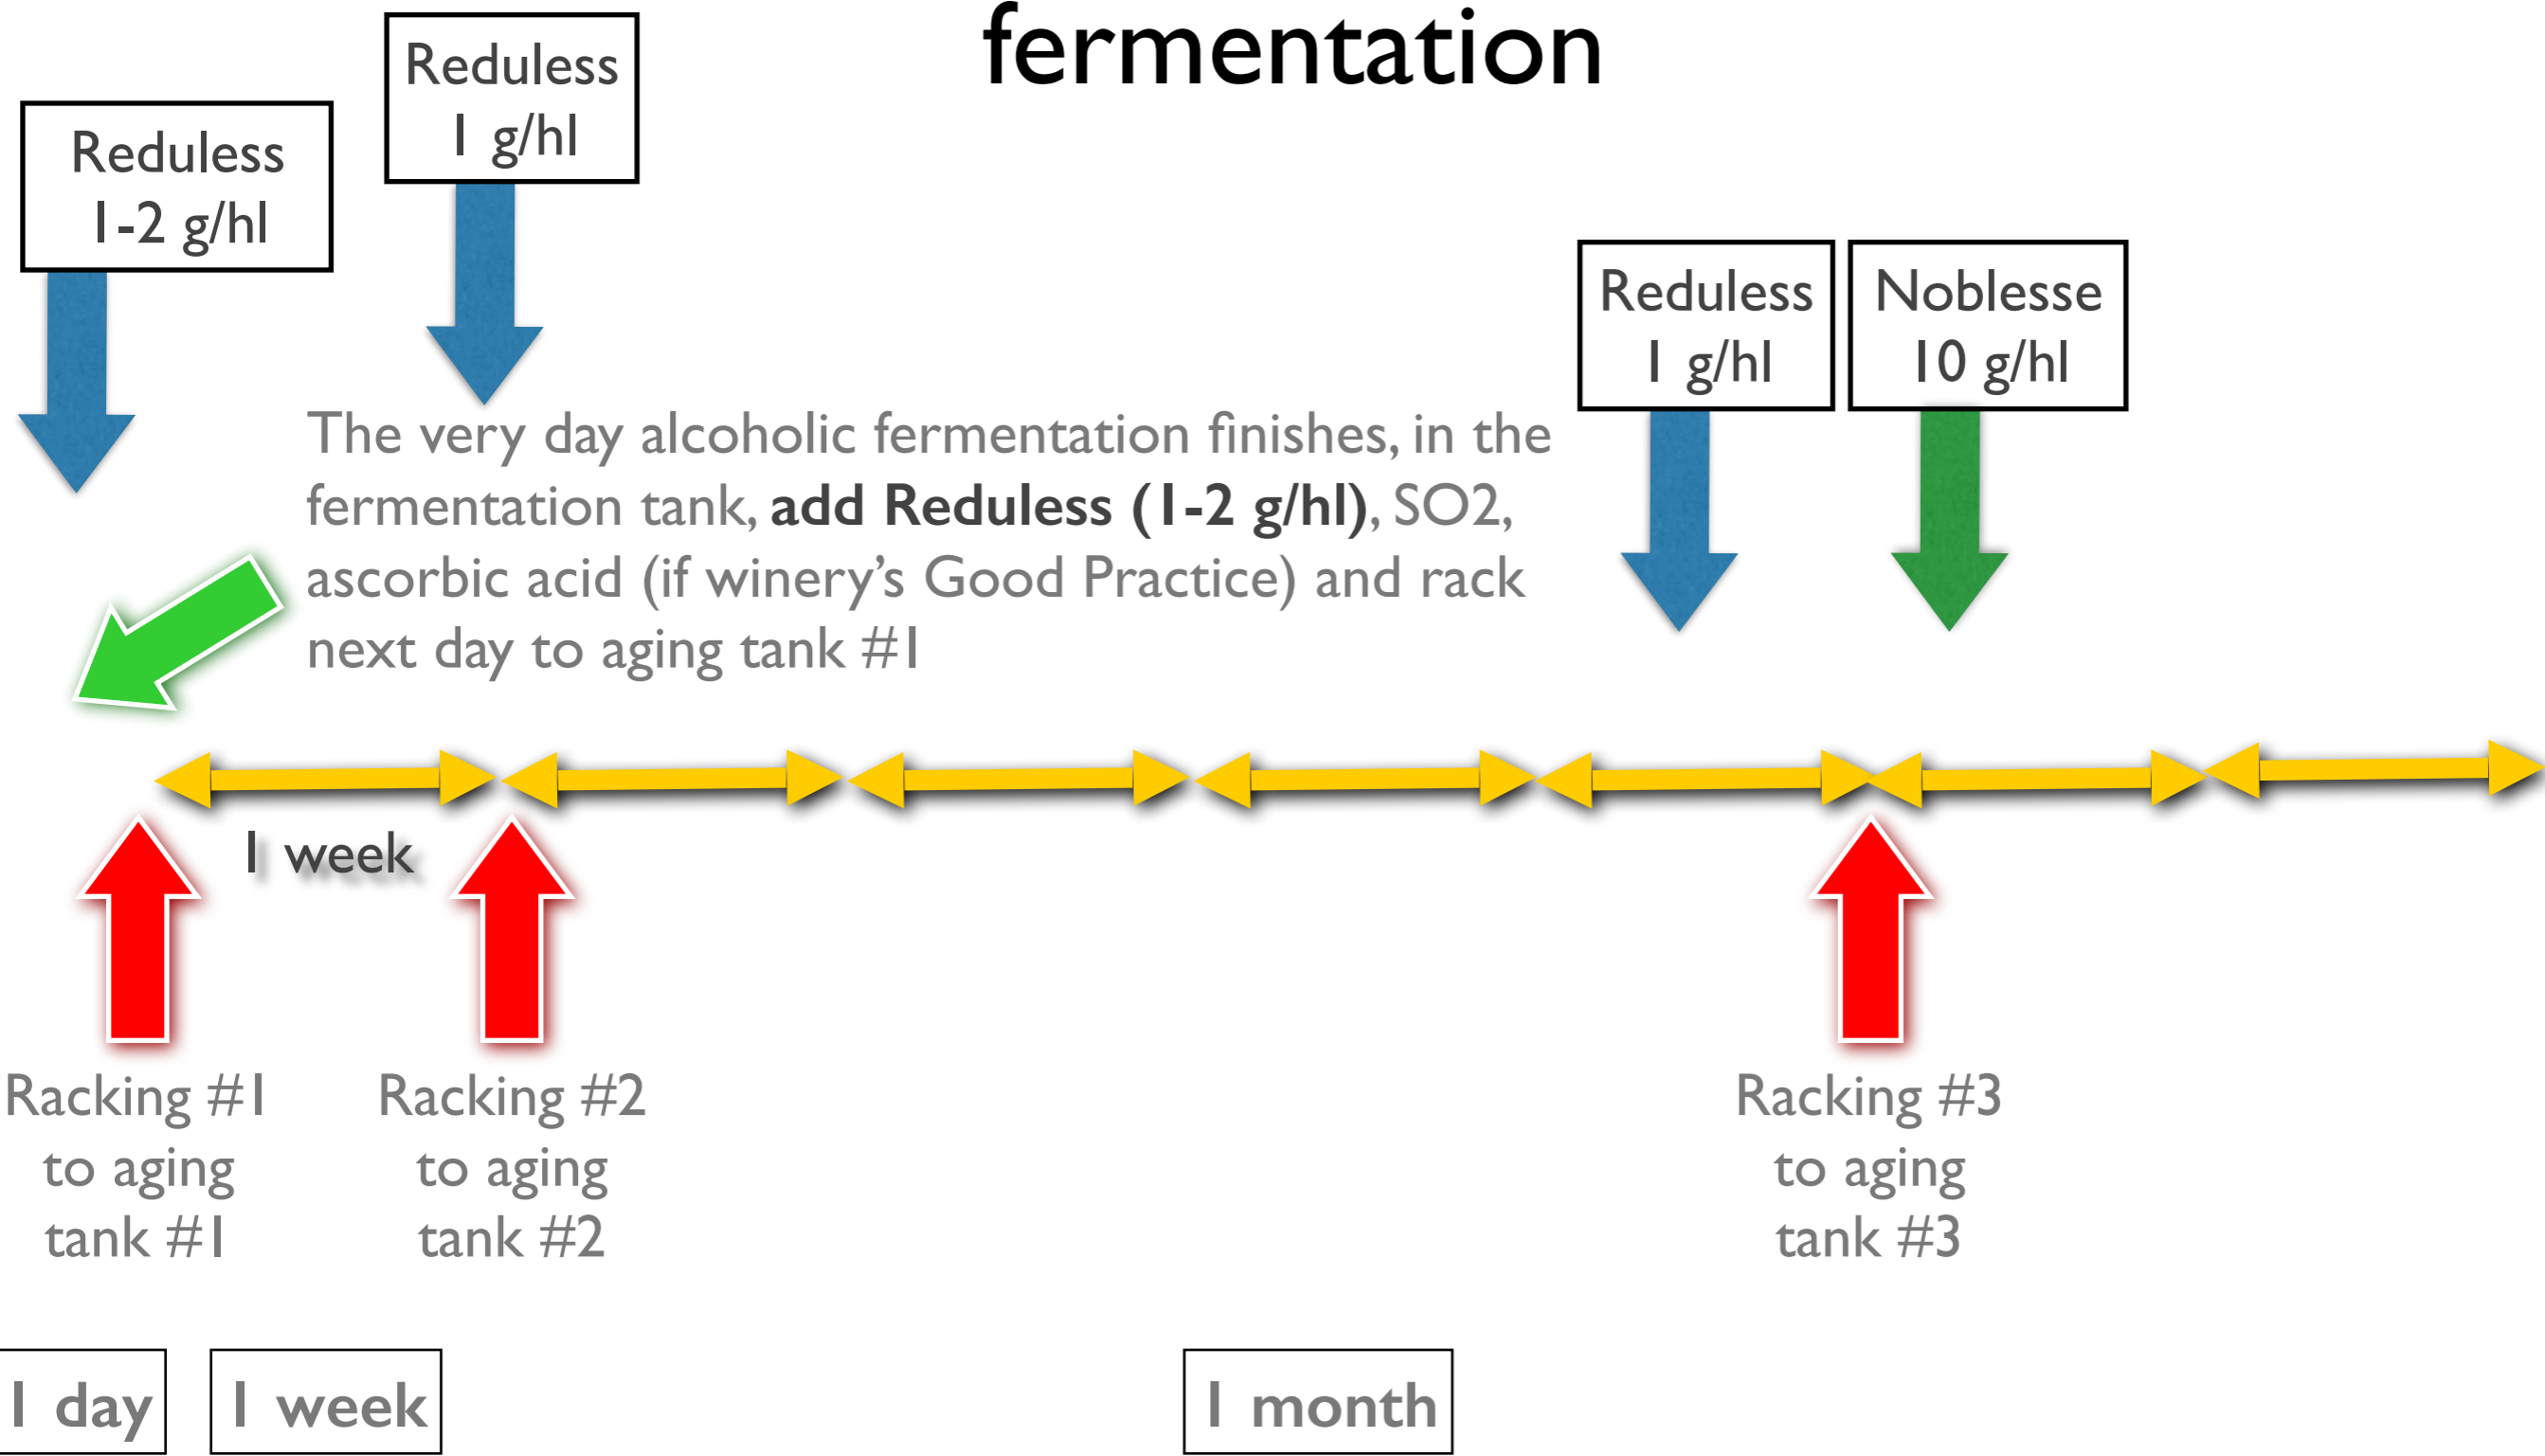 fermentation
Reduless
1-2 g/hl
Reduless
1 g/hl
Reduless
1 g/hl
Noblesse
10 g/hl
The very day alcoholic fermentation finishes, in the
fermentation tank, add Reduless (1-2 g/hl), SO2,
ascorbic acid (if winery’s Good Practice) and rack
next day to aging tank #1
1 week
Racking #1
to aging
tank #1
Racking #2
to aging
tank #2
Racking #3
to aging
tank #3
1 day
1 week
1 month